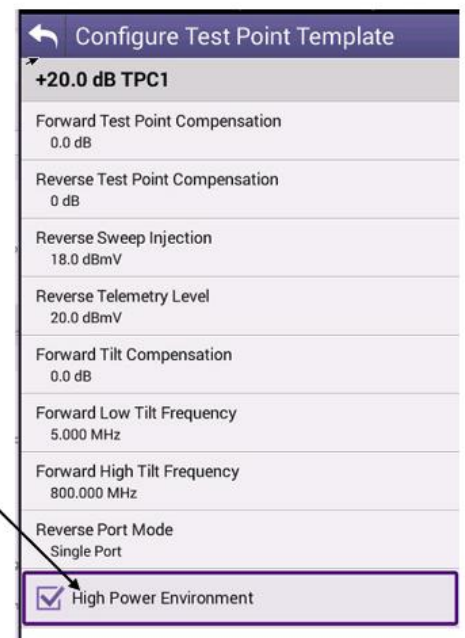 Configure Test Point Template
+20.0 dB TPC1
Forward Test Point Compensation
0.0 dB
Reverse Test Point Compensation
0 dB
Reverse Sweep Injection
18.0 dBmV
Reverse Telemetry Level
20.0 dBmV
Forward Tilt Compensation
0.0 dB
Forward Low Tilt Frequency
5.000 MHz
Forward High Tilt Frequency
800.000 MHz
Reverse Port Mode
Single Port
High Power Environment